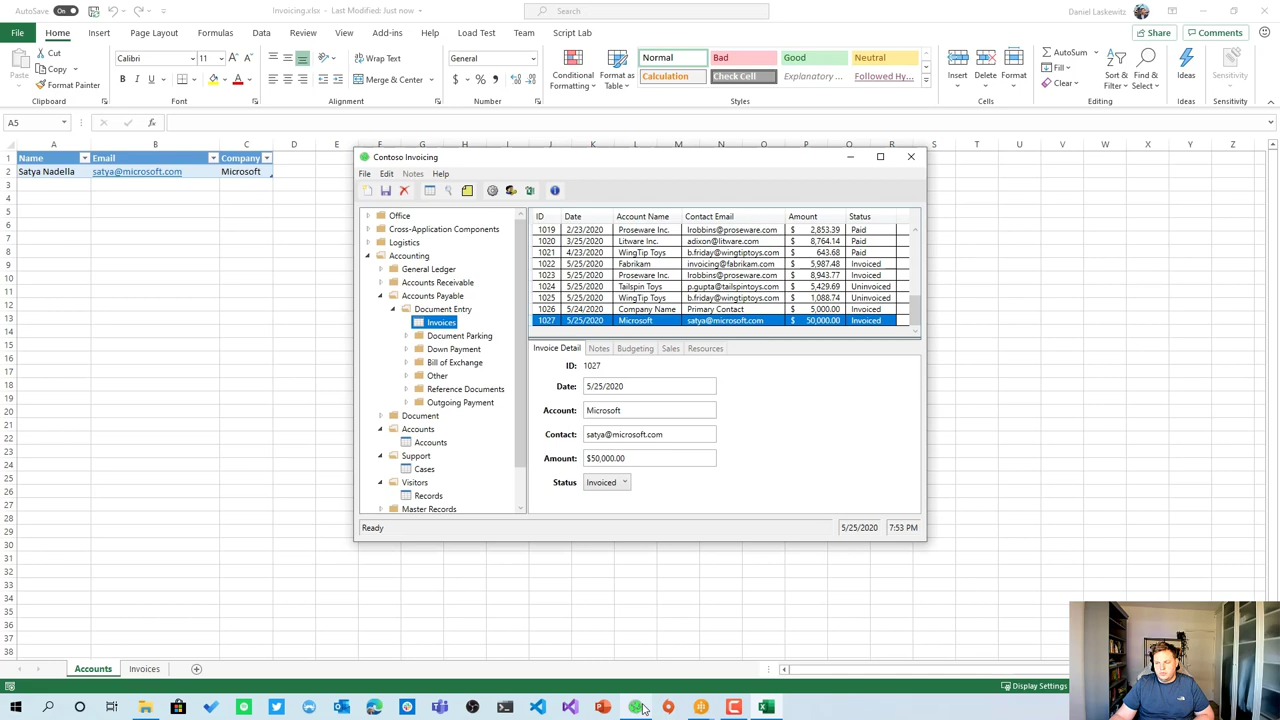 AutoSave On Invoicing.xlsx - Last Modified: Just now Search Daniel Laskewitz
File Home Insert Page Layout Formulas Data Review View Add-ins Help Load Test Team Script Lab Share Comments
Paste Cut Copy Format Painter
Clipboard
Calibri 11
B I U A
Font
Wrap Text
Merge & Center
Alignment
General
$ % ,
Number
Conditional Formatting Format as Table
Normal Bad Good Neutral
Calculation Check Cell Explanatory ... Followed Hy...
Styles
Insert Delete Format
Cells
AutoSum
Fill
Clear
Sort & Filter Find & Select
Editing
Ideas
Ideas
Sensitivity
Sensitivity
A5 fx
A B C D E F G H I J K L M N O P Q R S T U V W X Y Z
1 Name Email Company
2 Satya Nadella satya@microsoft.com Microsoft
3
4
5
6
7
8
9
10
11
12
13
14
15
16
17
18
19
20
21
22
23
24
25
26
27
28
29
30
31
32
33
34
35
36
37
38
Contoso Invoicing
File Edit Notes Help
Office
Cross-Application Components
Logistics
Accounting
General Ledger
Accounts Receivable
Accounts Payable
Document Entry
Invoices
Document Parking
Down Payment
Bill of Exchange
Other
Reference Documents
Outgoing Payment
Document
Accounts
Accounts
Support
Cases
Visitors
Records
Master Records
ID Date Account Name Contact Email Amount Status
1019 2/23/2020 Proseware Inc. lrobbins@proseware.com $ 2,853.39 Paid
1020 3/25/2020 Litware Inc. adixon@litware.com $ 8,764.14 Paid
1021 4/23/2020 WingTip Toys b.friday@wingtiptoys.com $ 643.68 Paid
1022 5/25/2020 Fabrikam invoicing@fabrikam.com $ 5,987.48 Invoiced
1023 5/25/2020 Proseware Inc. lrobbins@proseware.com $ 8,943.77 Invoiced
1024 5/25/2020 Tailspin Toys p.gupta@tailspintoys.com $ 5,429.69 Uninvoiced
1025 5/25/2020 WingTip Toys b.friday@wingtiptoys.com $ 1,088.74 Uninvoiced
1026 5/24/2020 Company Name Primary Contact $ 5,000.00 Invoiced
1027 5/25/2020 Microsoft satya@microsoft.com $ 50,000.00 Invoiced
Invoice Detail Notes Budgeting Sales Resources
ID: 1027
Date: 5/25/2020
Account: Microsoft
Contact: satya@microsoft.com
Amount: $50,000.00
Status Invoiced
Ready 5/25/2020 7:53 PM
Accounts Invoices
Display Settings